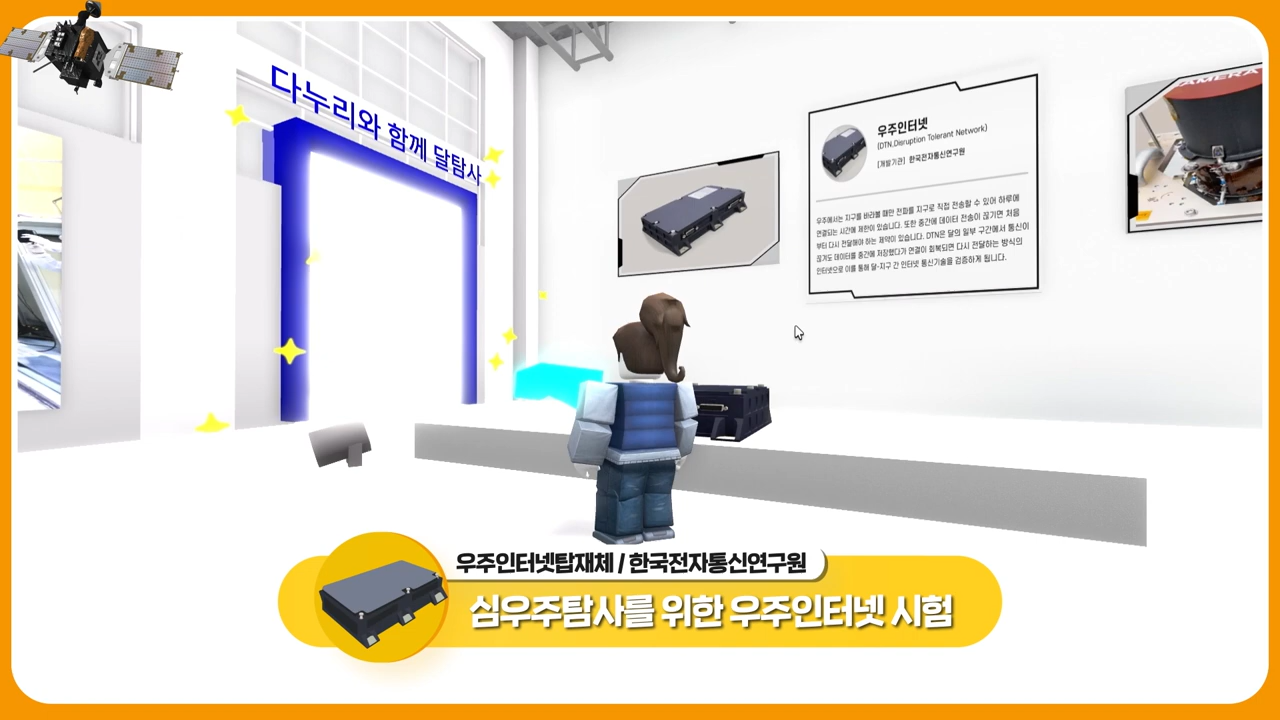 다누리와 함께 달탐사
우주인터넷
(DTN,Disruption Tolerant Network)
[개발기관] 한국전자통신연구원
우주에서는 지구를 바라볼 때만 전파를 지구로 직접 전송할 수 있어 하루에
연결되는 시간에 제한이 있습니다. 또한 중간에 데이터 전송이 끊기면 처음
부터 다시 전달해야 하는 제약이 있습니다. DTN은 달의 일부 구간에서 통신이
끊겨도 데이터를 중간에 저장했다가 연결이 회복되면 다시 전달하는 방식의
인터넷으로 이를 통해 달-지구 간 인터넷 통신기술을 검증하게 됩니다.
우주인터넷탑재체 / 한국전자통신연구원
심우주탐사를 위한 우주인터넷 시험